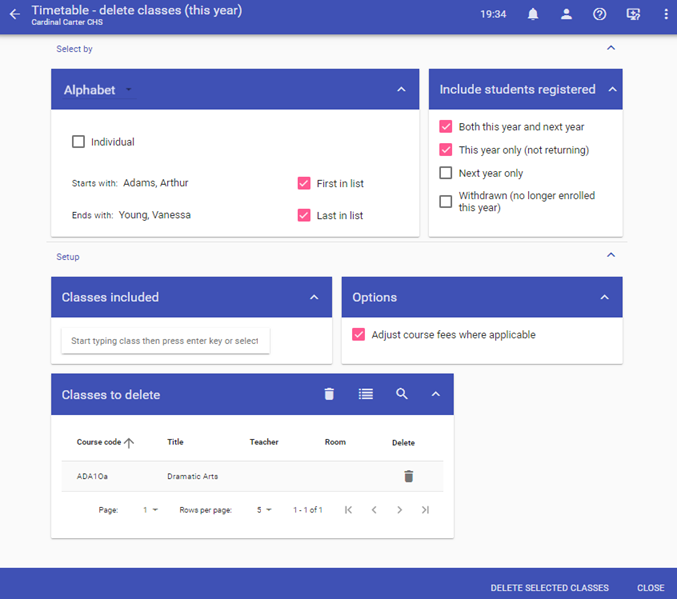 Timetable - delete classes (this year)
Cardinal Carter CHS
19:34
Select by
Alphabet
Include students registered
Individual
Starts with: Adams, Arthur
First in list
Ends with: Young, Vanessa
Last in list
Both this year and next year
This year only (not returning)
Next year only
Withdrawn (no longer enrolled
this year)
Setup
Classes included
Options
Start typing class then press enter key or select
Adjust course fees where applicable
Classes to delete
Course code Title Teacher Room Delete
ADA1Oa Dramatic Arts
Page: 1 Rows per page: 5 1 - 1 of 1
DELETE SELECTED CLASSES CLOSE